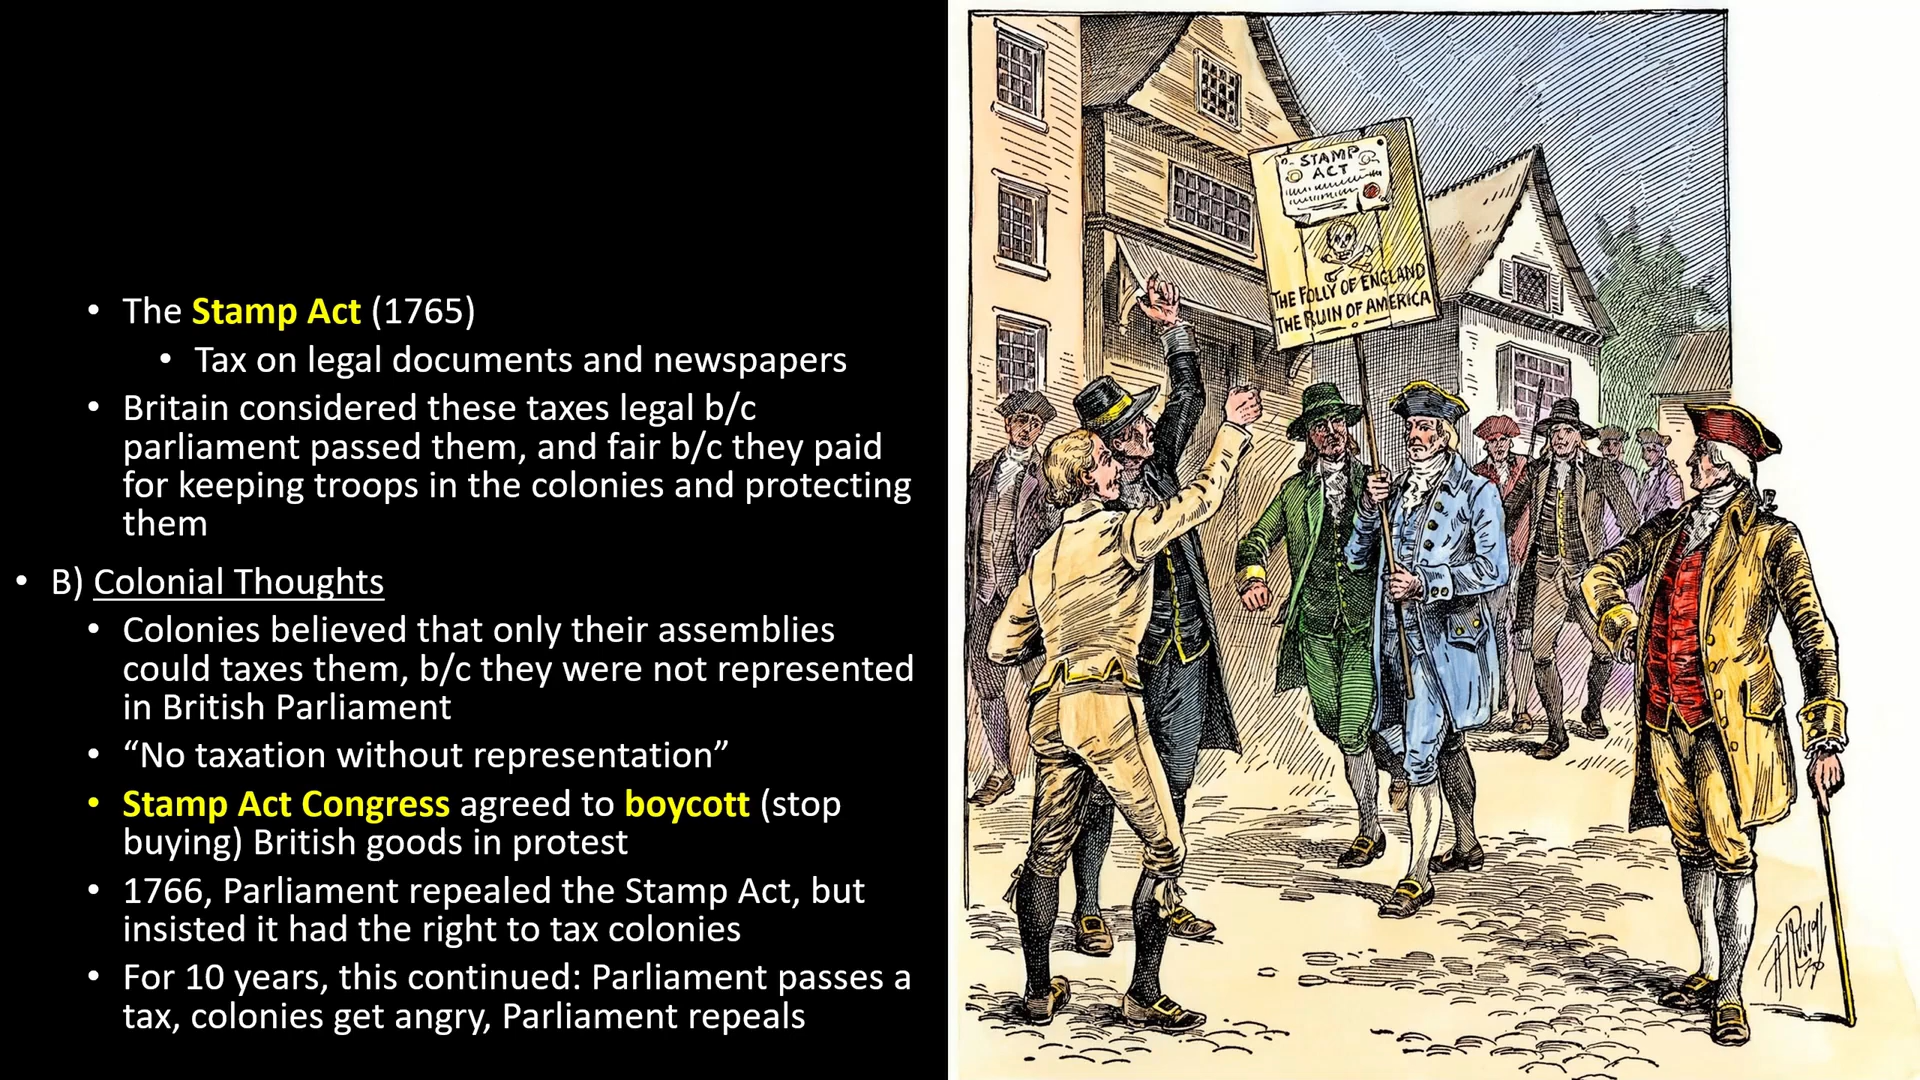 • The Stamp Act (1765)
• Tax on legal documents and newspapers
• Britain considered these taxes legal b/c
parliament passed them, and fair b/c they paid
for keeping troops in the colonies and protecting
them
• B) Colonial Thoughts
• Colonies believed that only their assemblies
could taxes them, b/c they were not represented
in British Parliament
• “No taxation without representation”
• Stamp Act Congress agreed to boycott (stop
buying) British goods in protest
• 1766, Parliament repealed the Stamp Act, but
insisted it had the right to tax colonies
• For 10 years, this continued: Parliament passes a
tax, colonies get angry, Parliament repeals
STAMP
ACT
THE FOLLY OF ENGLAND
THE RUIN OF AMERICA